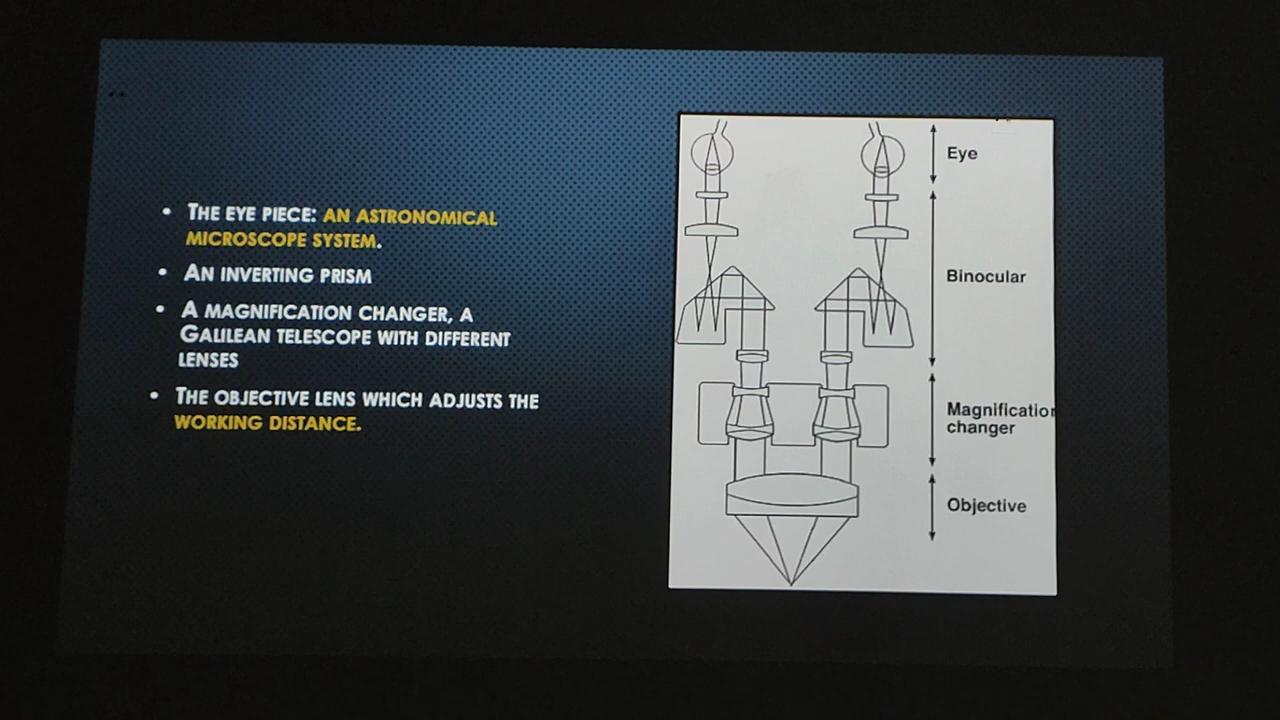 • The eye piece: an astronomical
microscope system.
• An inverting prism
• A magnification changer, a
Galilean telescope with different
lenses
• The objective lens which adjusts the
working distance.
Eye
Binocular
Magnification
changer
Objective